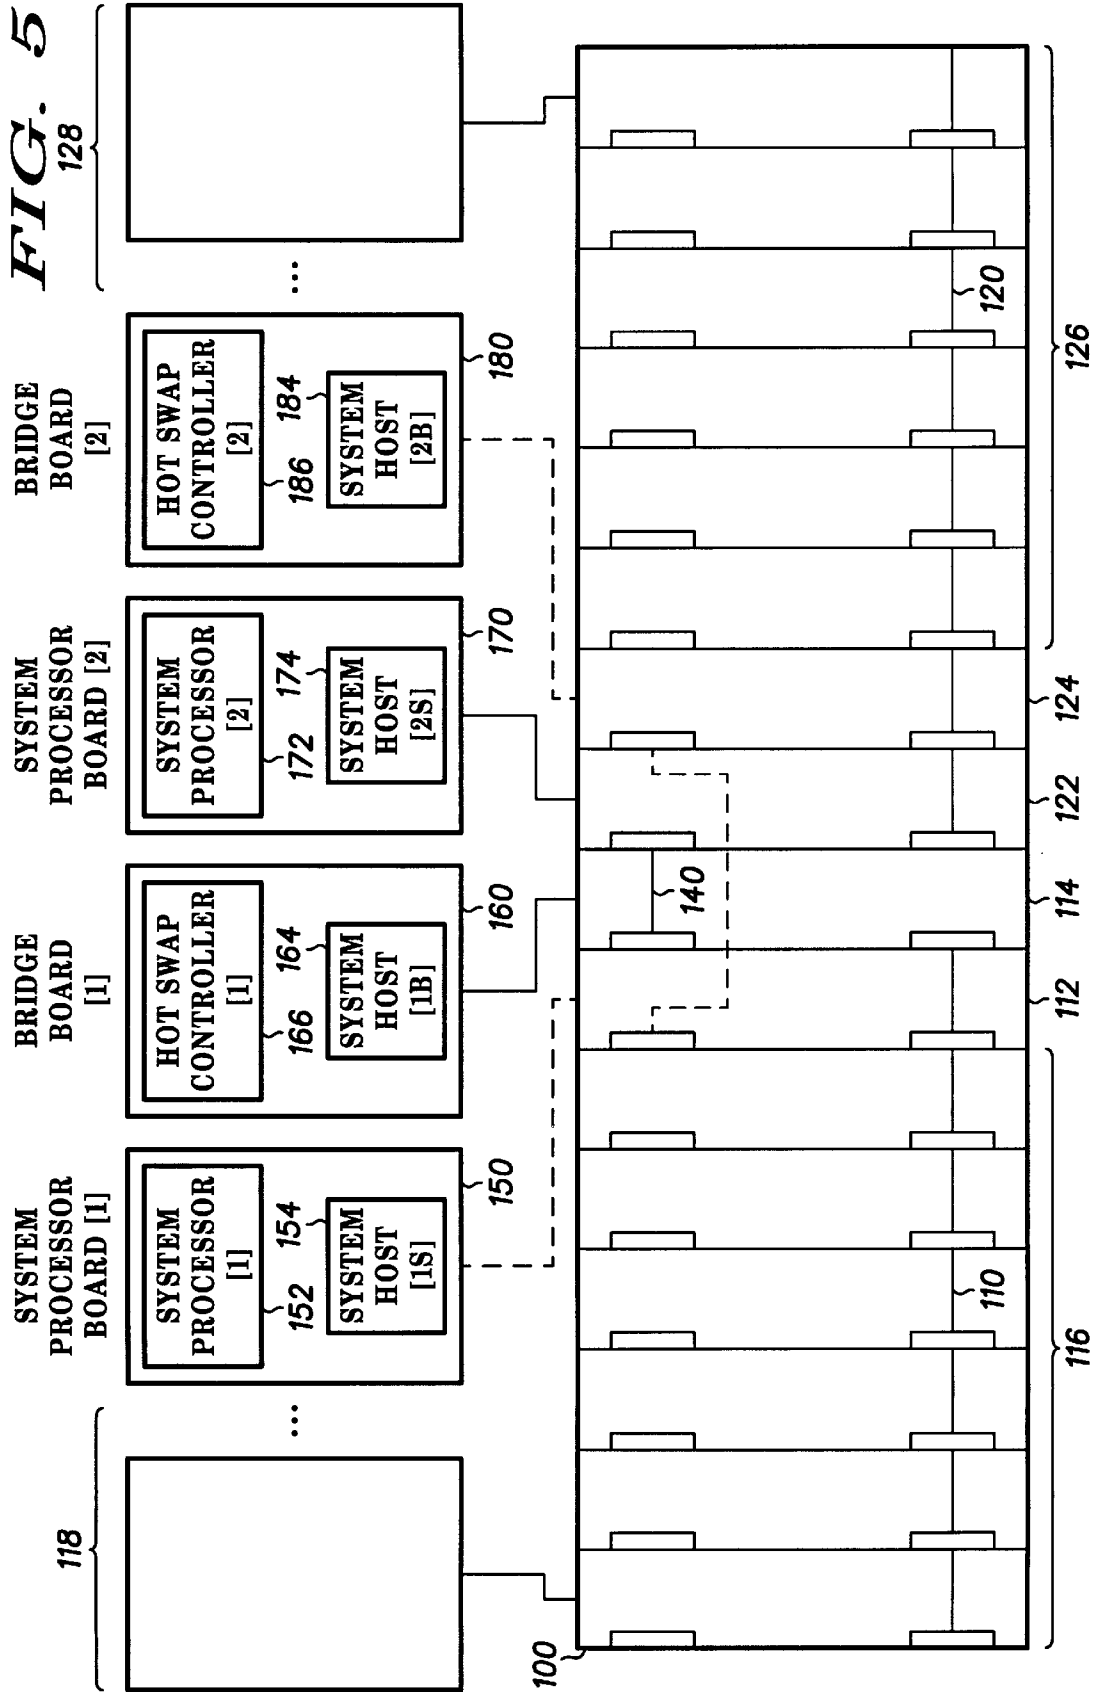 FIG. 5
118
SYSTEM
PROCESSOR
BOARD [1]
BRIDGE
BOARD
[1]
SYSTEM
PROCESSOR
BOARD [2]
BRIDGE
BOARD
[2]
128
SYSTEM
PROCESSOR
[1]
152
154
SYSTEM
HOST
[1S]
150
HOT SWAP
CONTROLLER
[1]
166
164
SYSTEM
HOST
[1B]
160
SYSTEM
PROCESSOR
[2]
172
174
SYSTEM
HOST
[2S]
170
HOT SWAP
CONTROLLER
[2]
186
184
SYSTEM
HOST
[2B]
180
...
...
100
140
110
120
116
112
114
122
124
126